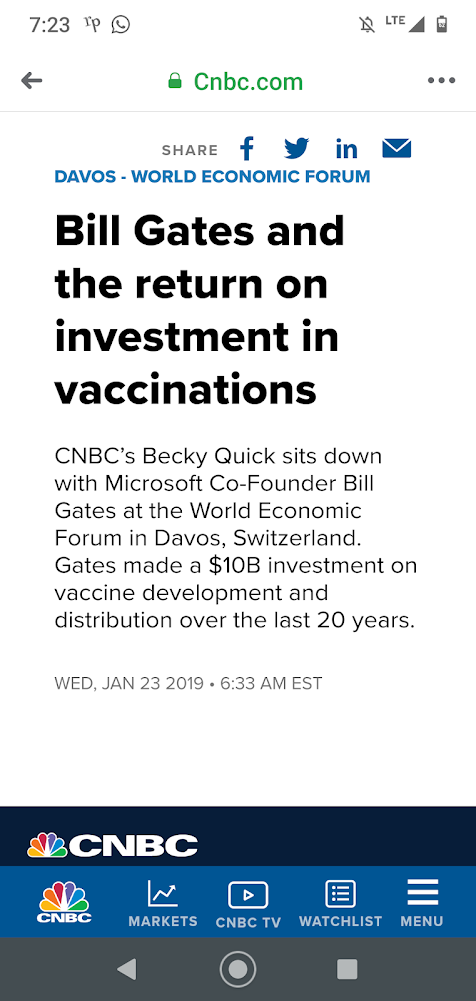 7:23
LTE
Cnbc.com
SHARE
DAVOS - WORLD ECONOMIC FORUM
Bill Gates and
the return on
investment in
vaccinations
CNBC’s Becky Quick sits down
with Microsoft Co-Founder Bill
Gates at the World Economic
Forum in Davos, Switzerland.
Gates made a $10B investment on
vaccine development and
distribution over the last 20 years.
WED, JAN 23 2019 • 6:33 AM EST
CNBC
CNBC
MARKETS
CNBC TV
WATCHLIST
MENU